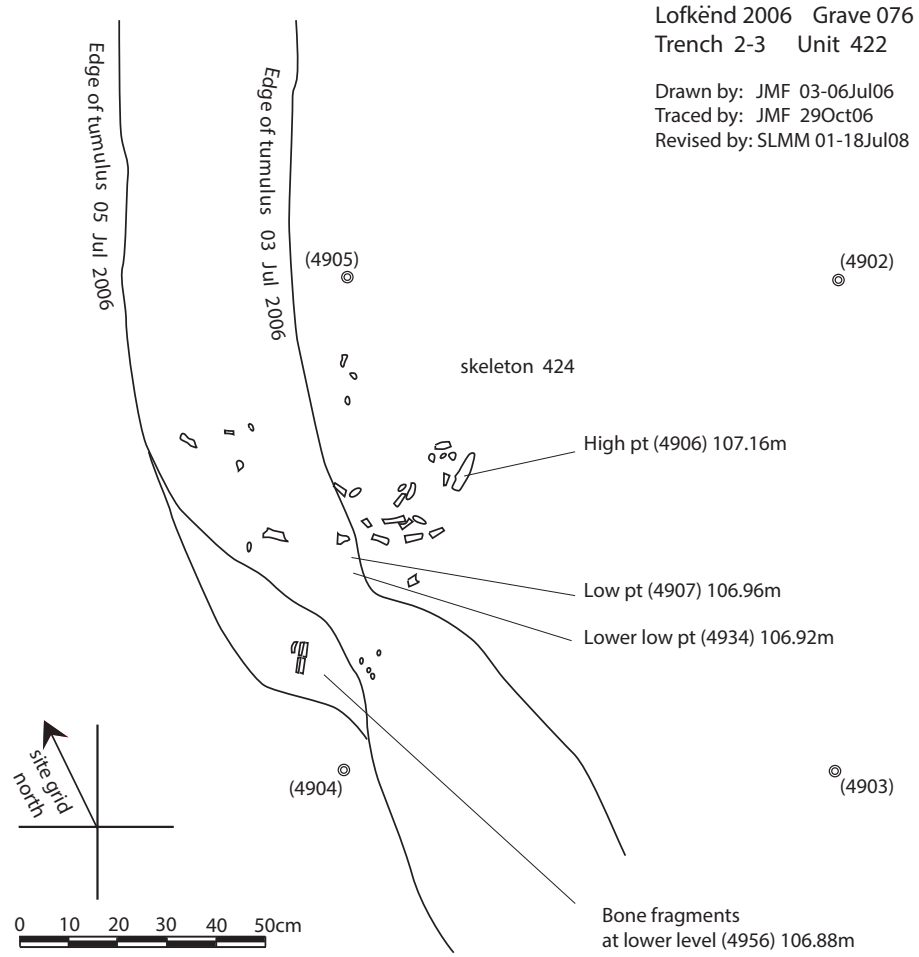 Lofkënd 2006 Grave 076
Trench 2-3 Unit 422
Drawn by: JMF 03-06Jul06
Traced by: JMF 29Oct06
Revised by: SLMM 01-18Jul08
Edge of tumulus 05 Jul 2006
Edge of tumulus 03 Jul 2006
(4905)
(4902)
skeleton 424
High pt (4906) 107.16m
Low pt (4907) 106.96m
Lower low pt (4934) 106.92m
site grid
north
(4904)
(4903)
Bone fragments
at lower level (4956) 106.88m
0 10 20 30 40 50cm